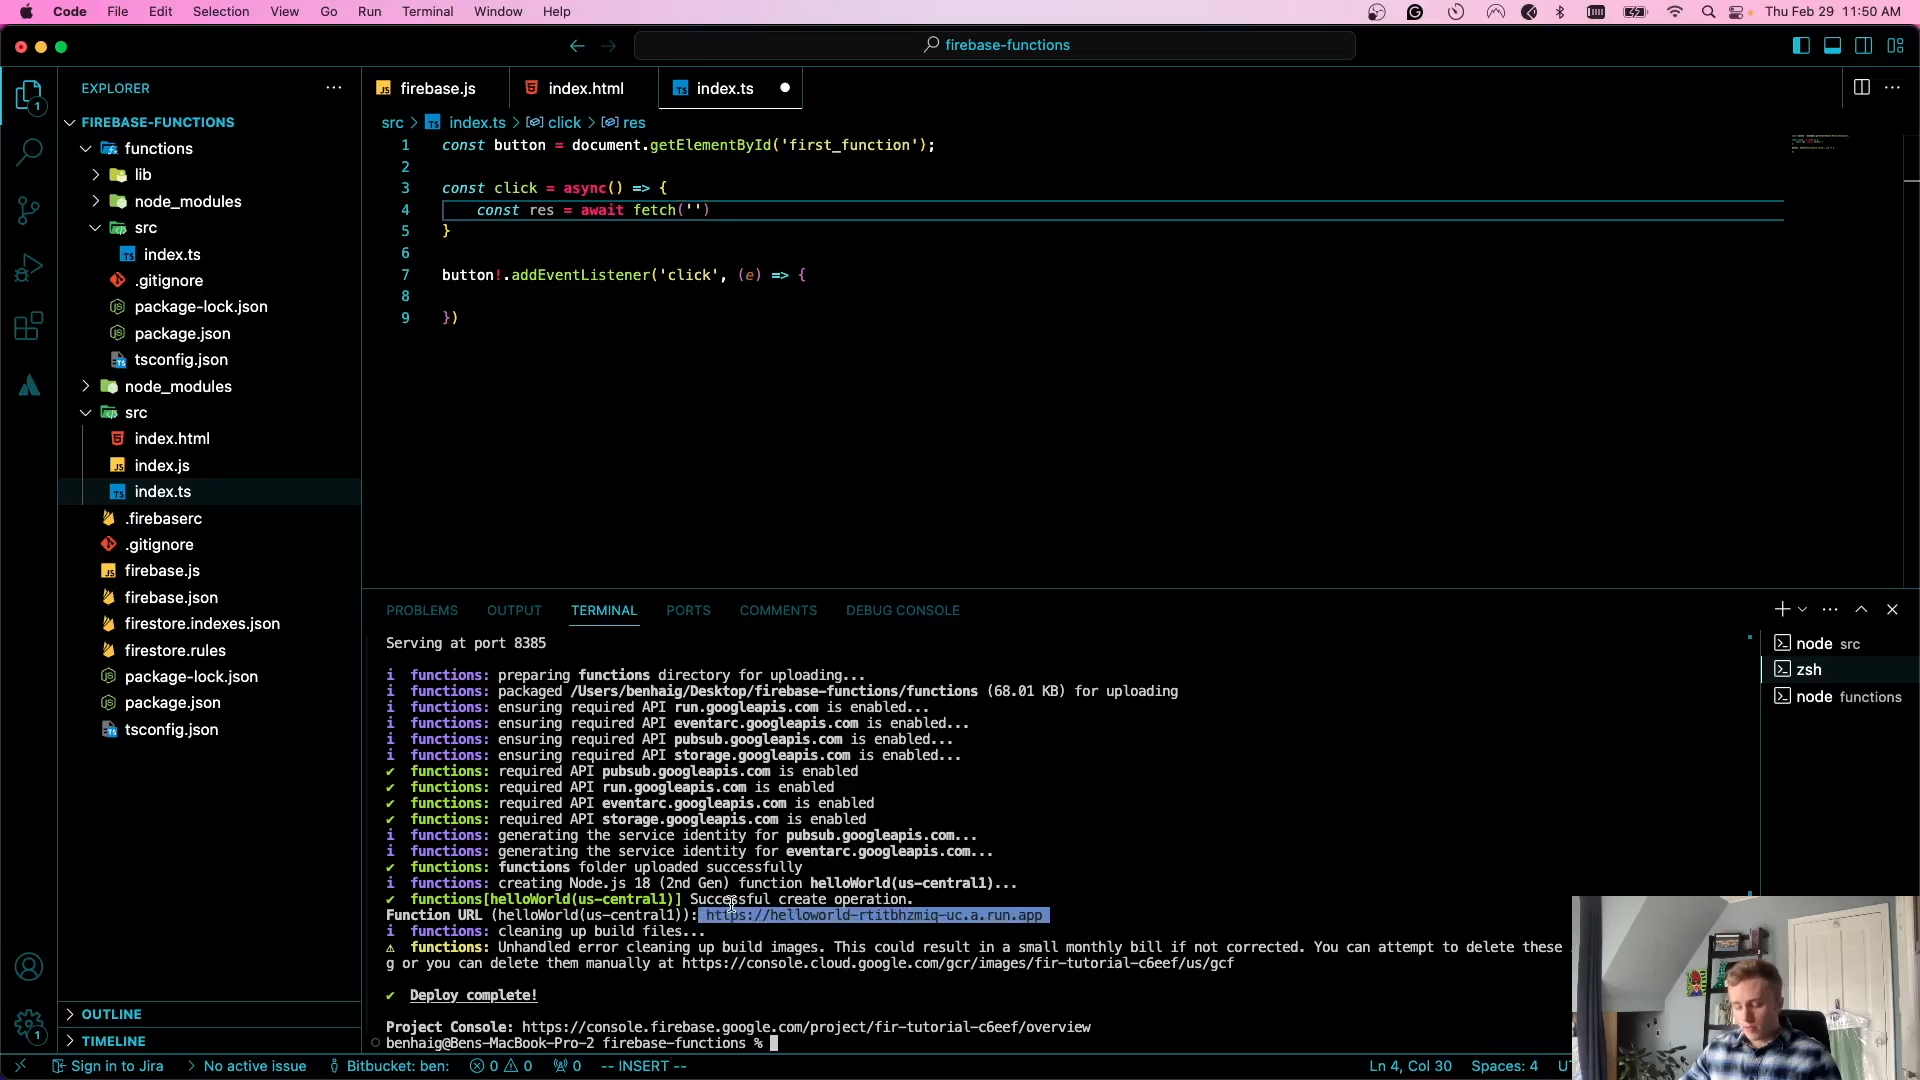 Code File Edit Selection View Go Run Terminal Window Help
Thu Feb 29 11:50 AM
firebase-functions
EXPLORER
FIREBASE-FUNCTIONS
functions
lib
node_modules
src
index.ts
.gitignore
package-lock.json
package.json
tsconfig.json
node_modules
src
index.html
index.js
index.ts
.firebaserc
.gitignore
firebase.js
firebase.json
firestore.indexes.json
firestore.rules
package-lock.json
package.json
tsconfig.json
OUTLINE
TIMELINE
firebase.js index.html index.ts
src > index.ts > click > res
1 const button = document.getElementById('first_function');
2
3 const click = async() => {
4 const res = await fetch('')
5 }
6
7 button!.addEventListener('click', (e) => {
8
9 })
PROBLEMS OUTPUT TERMINAL PORTS COMMENTS DEBUG CONSOLE
Serving at port 8385
i functions: preparing functions directory for uploading...
i functions: packaged /Users/benhaig/Desktop/firebase-functions/functions (68.01 KB) for uploading
i functions: ensuring required API run.googleapis.com is enabled...
i functions: ensuring required API eventarc.googleapis.com is enabled...
i functions: ensuring required API pubsub.googleapis.com is enabled...
i functions: ensuring required API storage.googleapis.com is enabled...
✔ functions: required API pubsub.googleapis.com is enabled
✔ functions: required API run.googleapis.com is enabled
✔ functions: required API eventarc.googleapis.com is enabled
✔ functions: required API storage.googleapis.com is enabled
i functions: generating the service identity for pubsub.googleapis.com...
i functions: generating the service identity for eventarc.googleapis.com...
✔ functions: functions folder uploaded successfully
i functions: creating Node.js 18 (2nd Gen) function helloWorld(us-central1)...
✔ functions[helloWorld(us-central1)] Successful create operation.
Function URL (helloWorld(us-central1)): https://helloworld-rtitbhzmiq-uc.a.run.app
i functions: cleaning up build files...
⚠ functions: Unhandled error cleaning up build images. This could result in a small monthly bill if not corrected. You can attempt to delete these
g or you can delete them manually at https://console.cloud.google.com/gcr/images/fir-tutorial-c6eef/us/gcf
✔ Deploy complete!
Project Console: https://console.firebase.google.com/project/fir-tutorial-c6eef/overview
benhaig@Bens-MacBook-Pro-2 firebase-functions %
node src
zsh
node functions
1
1
Sign in to Jira > No active issue Bitbucket: ben: 0 0 0 -- INSERT -- Ln 4, Col 30 Spaces: 4